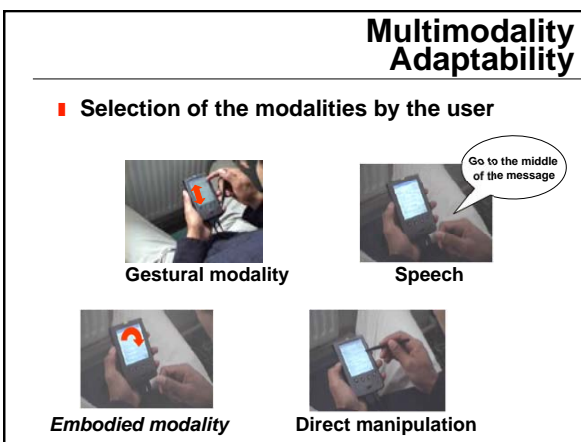 Multimodality
Adaptability
Selection of the modalities by the user
Go to the middle
of the message
Gestural modality
Speech
Embodied modality
Direct manipulation